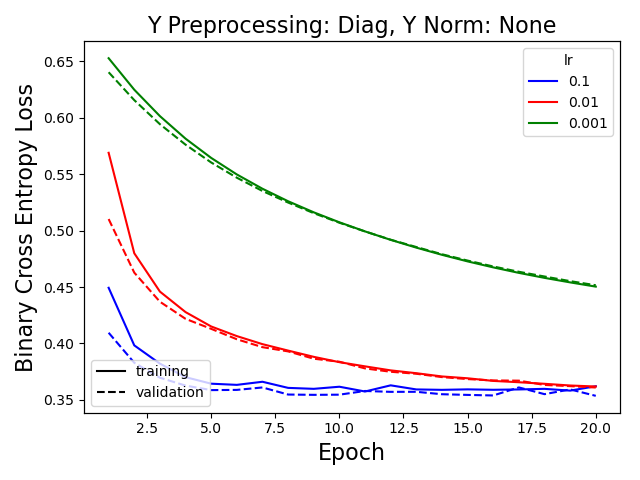 Y Preprocessing: Diag, Y Norm: None
Binary Cross Entropy Loss
0.65
0.60
0.55
0.50
0.45
0.40
0.35
lr
0.1
0.01
0.001
training
validation
2.5 5.0 7.5 10.0 12.5 15.0 17.5 20.0
Epoch